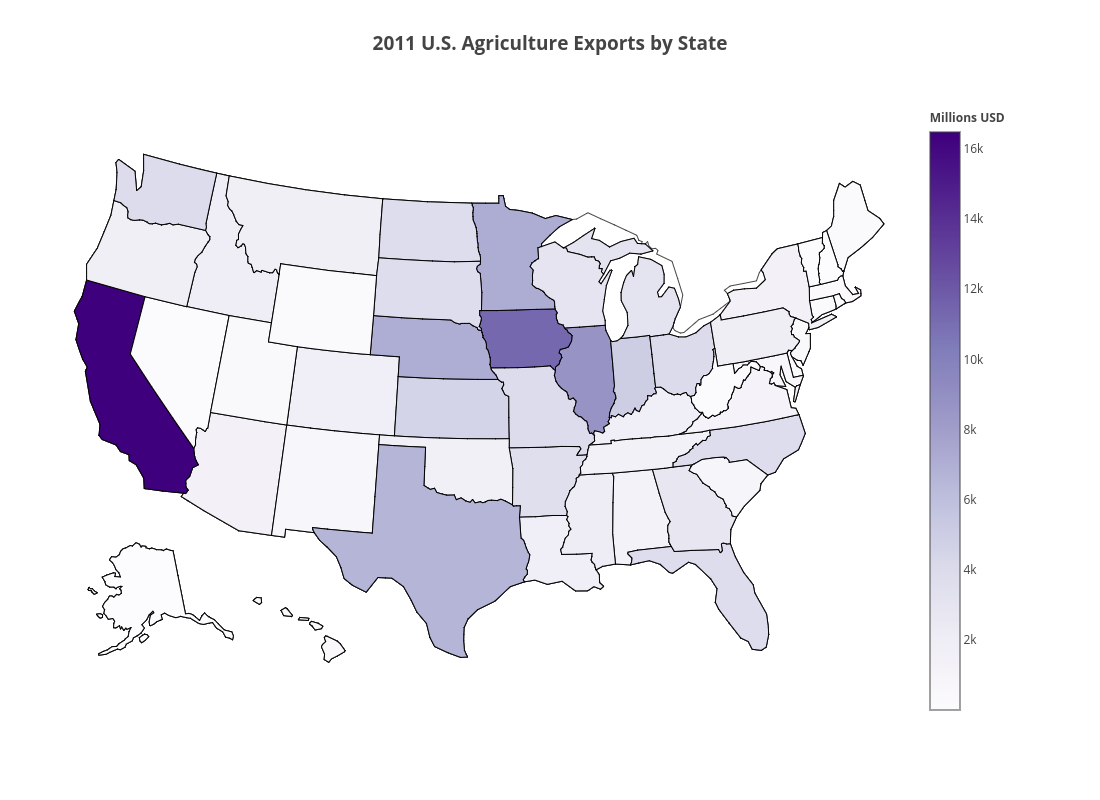 2011 U.S. Agriculture Exports by State
Millions USD
16k
14k
12k
10k
8k
6k
4k
2k